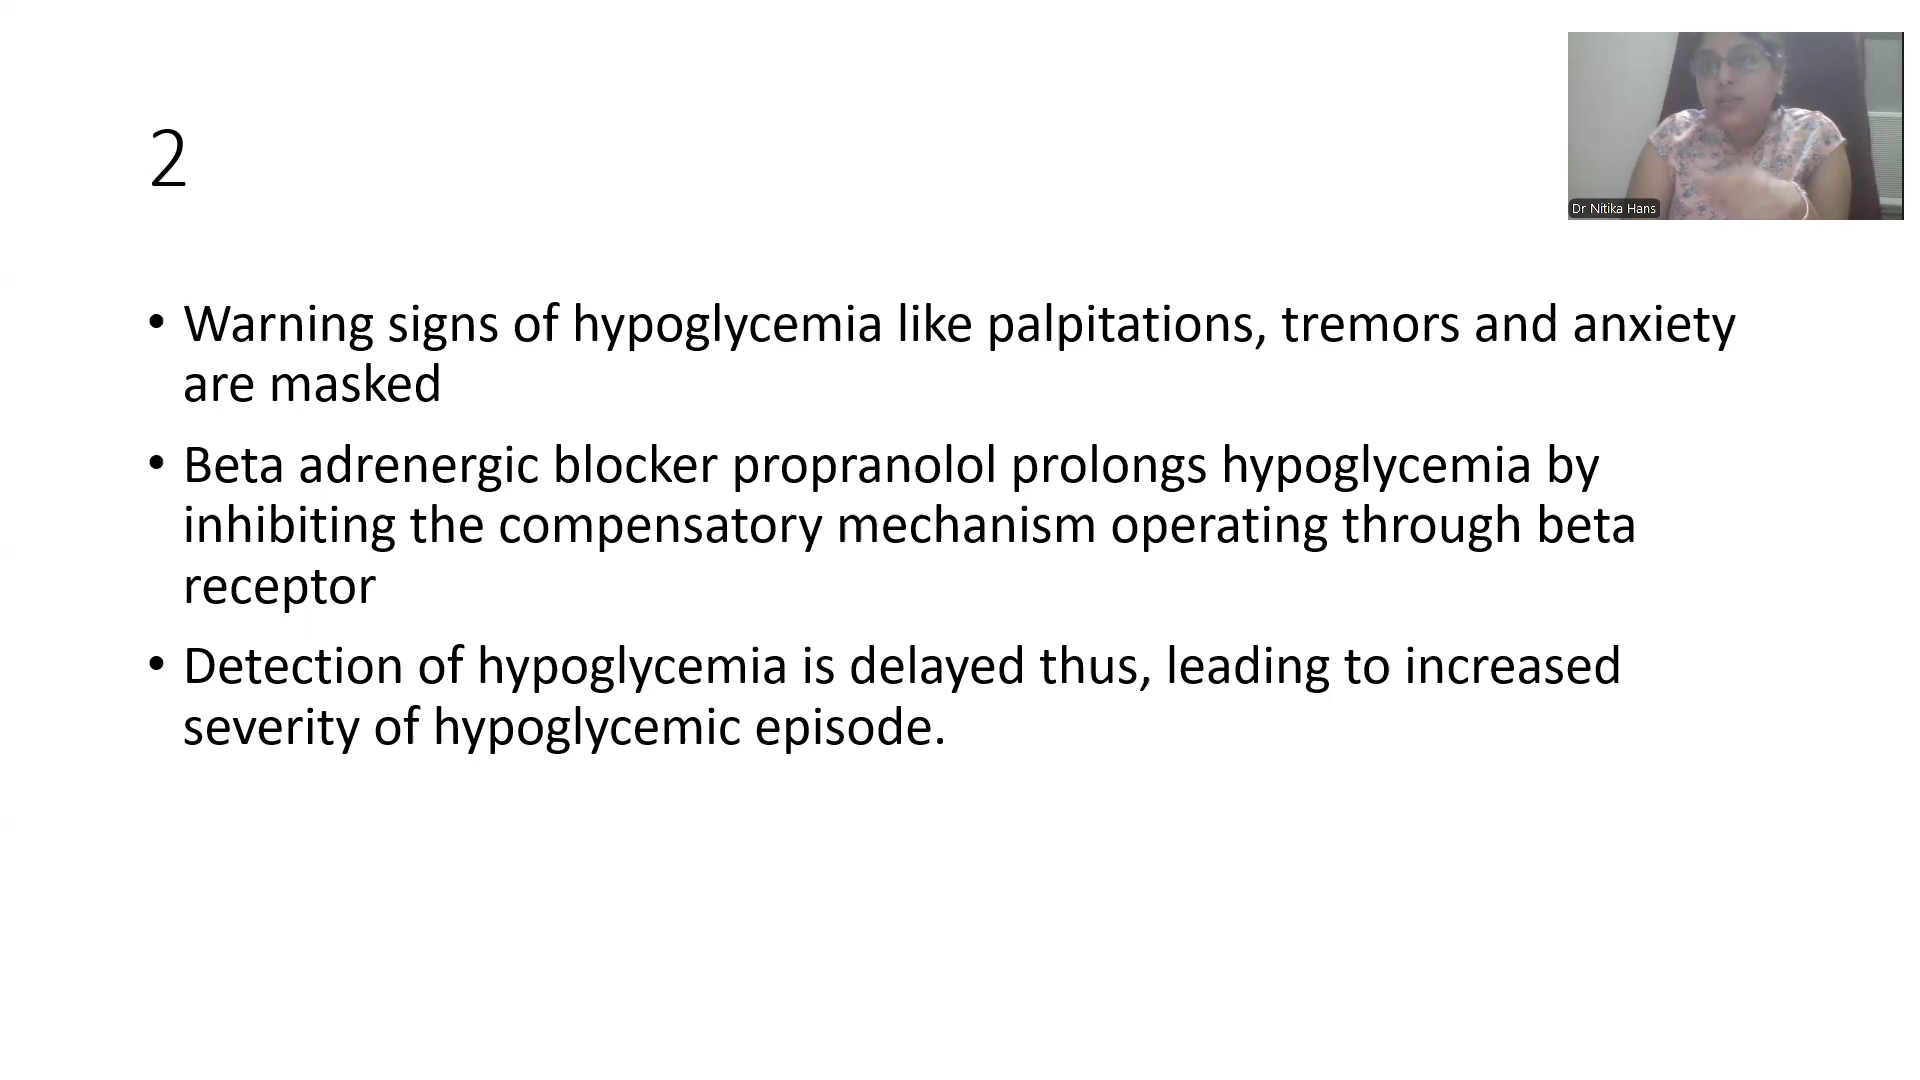 2
Dr Nitika Hans
• Warning signs of hypoglycemia like palpitations, tremors and anxiety
are masked
• Beta adrenergic blocker propranolol prolongs hypoglycemia by
inhibiting the compensatory mechanism operating through beta
receptor
• Detection of hypoglycemia is delayed thus, leading to increased
severity of hypoglycemic episode.